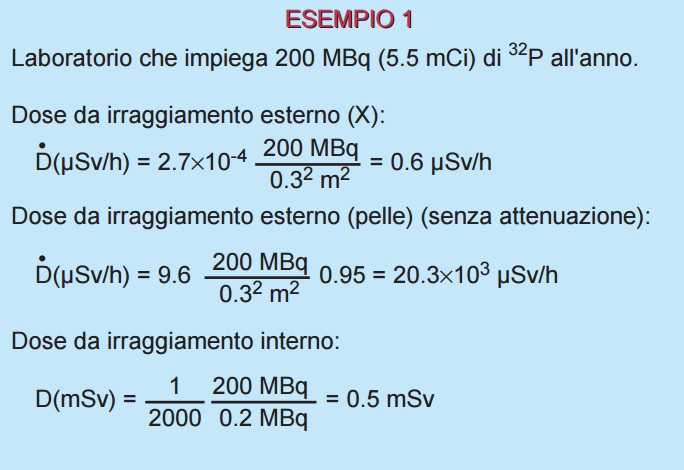 ESEMPIO 1
Laboratorio che impiega 200 MBq (5.5 mCi) di ³²P all'anno.
Dose da irraggiamento esterno (X):
Ḋ(µSv/h) = 2.7×10⁻⁴ 200 MBq / 0.3² m² = 0.6 µSv/h
Dose da irraggiamento esterno (pelle) (senza attenuazione):
Ḋ(µSv/h) = 9.6 200 MBq / 0.3² m² 0.95 = 20.3×10³ µSv/h
Dose da irraggiamento interno:
D(mSv) = 1 / 2000 200 MBq / 0.2 MBq = 0.5 mSv